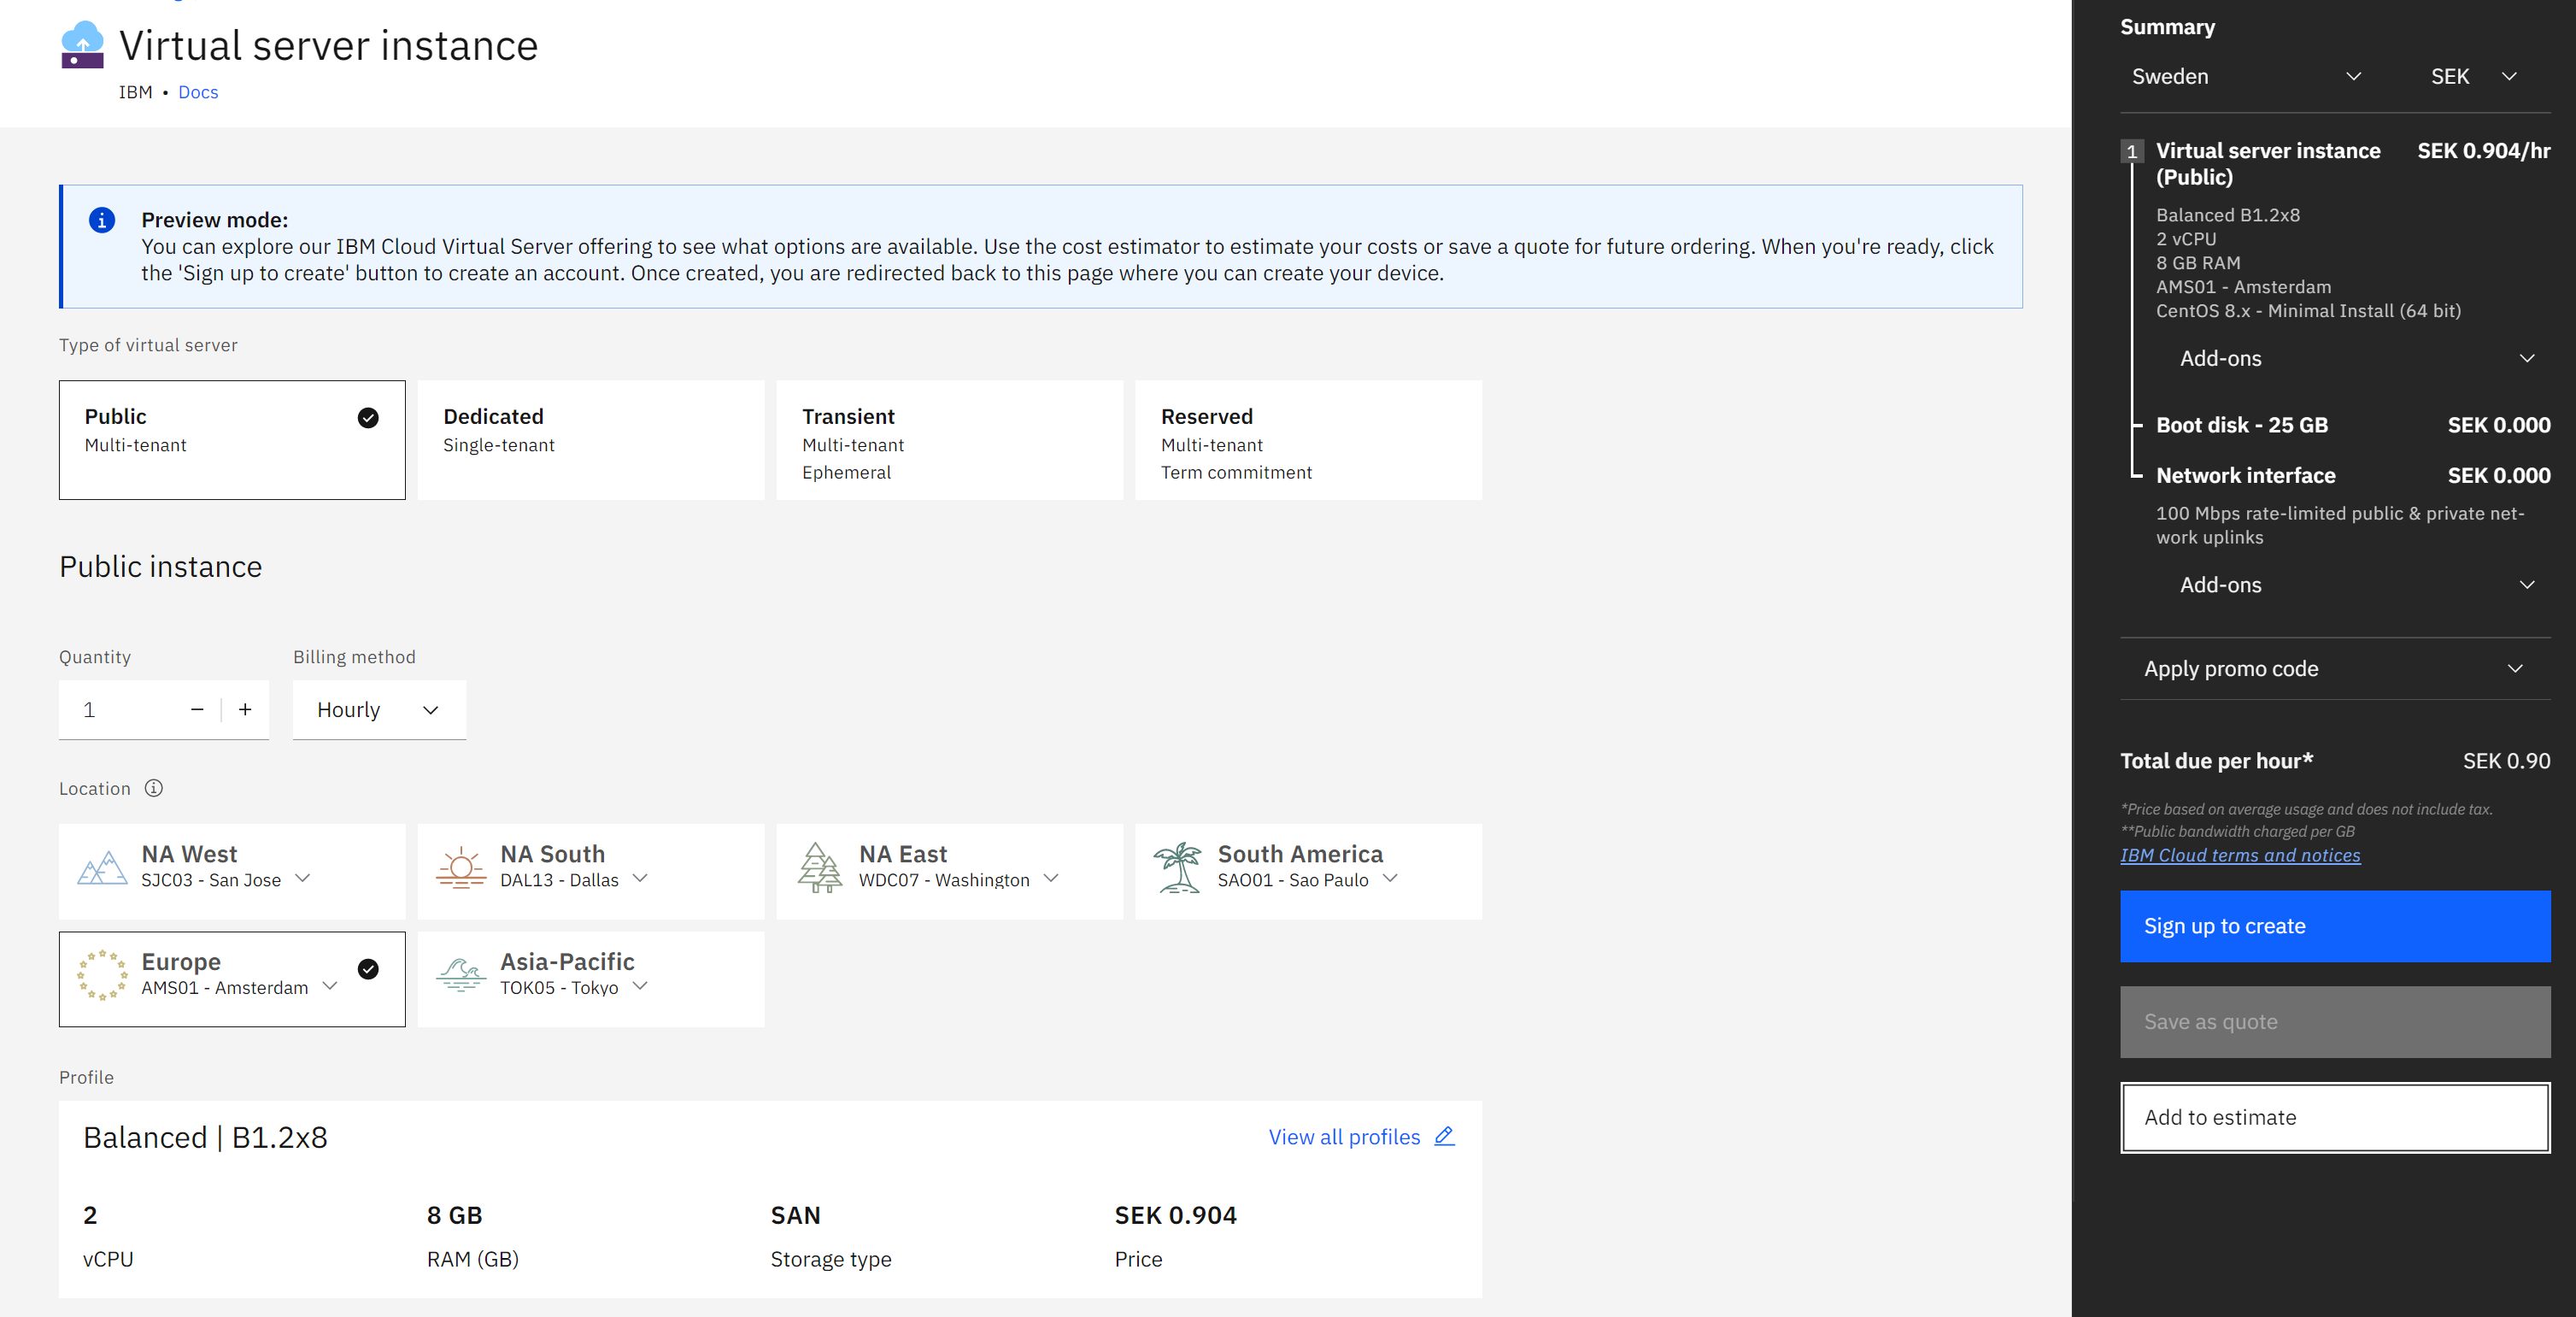 Virtual server instance
IBM • Docs
Preview mode:
You can explore our IBM Cloud Virtual Server offering to see what options are available. Use the cost estimator to estimate your costs or save a quote for future ordering. When you're ready, click
the 'Sign up to create' button to create an account. Once created, you are redirected back to this page where you can create your device.
Type of virtual server
Public
Multi-tenant
Dedicated
Single-tenant
Transient
Multi-tenant
Ephemeral
Reserved
Multi-tenant
Term commitment
Public instance
Quantity
1
Billing method
Hourly
Location
NA West
SJC03 - San Jose
NA South
DAL13 - Dallas
NA East
WDC07 - Washington
South America
SAO01 - Sao Paulo
Europe
AMS01 - Amsterdam
Asia-Pacific
TOK05 - Tokyo
Profile
Balanced | B1.2x8
View all profiles
2
vCPU
8 GB
RAM (GB)
SAN
Storage type
SEK 0.904
Price
Summary
Sweden
SEK
1
Virtual server instance SEK 0.904/hr
(Public)
Balanced B1.2x8
2 vCPU
8 GB RAM
AMS01 - Amsterdam
CentOS 8.x - Minimal Install (64 bit)
Add-ons
Boot disk - 25 GB SEK 0.000
Network interface SEK 0.000
100 Mbps rate-limited public & private net-
work uplinks
Add-ons
Apply promo code
Total due per hour* SEK 0.90
*Price based on average usage and does not include tax.
**Public bandwidth charged per GB
IBM Cloud terms and notices
Sign up to create
Save as quote
Add to estimate